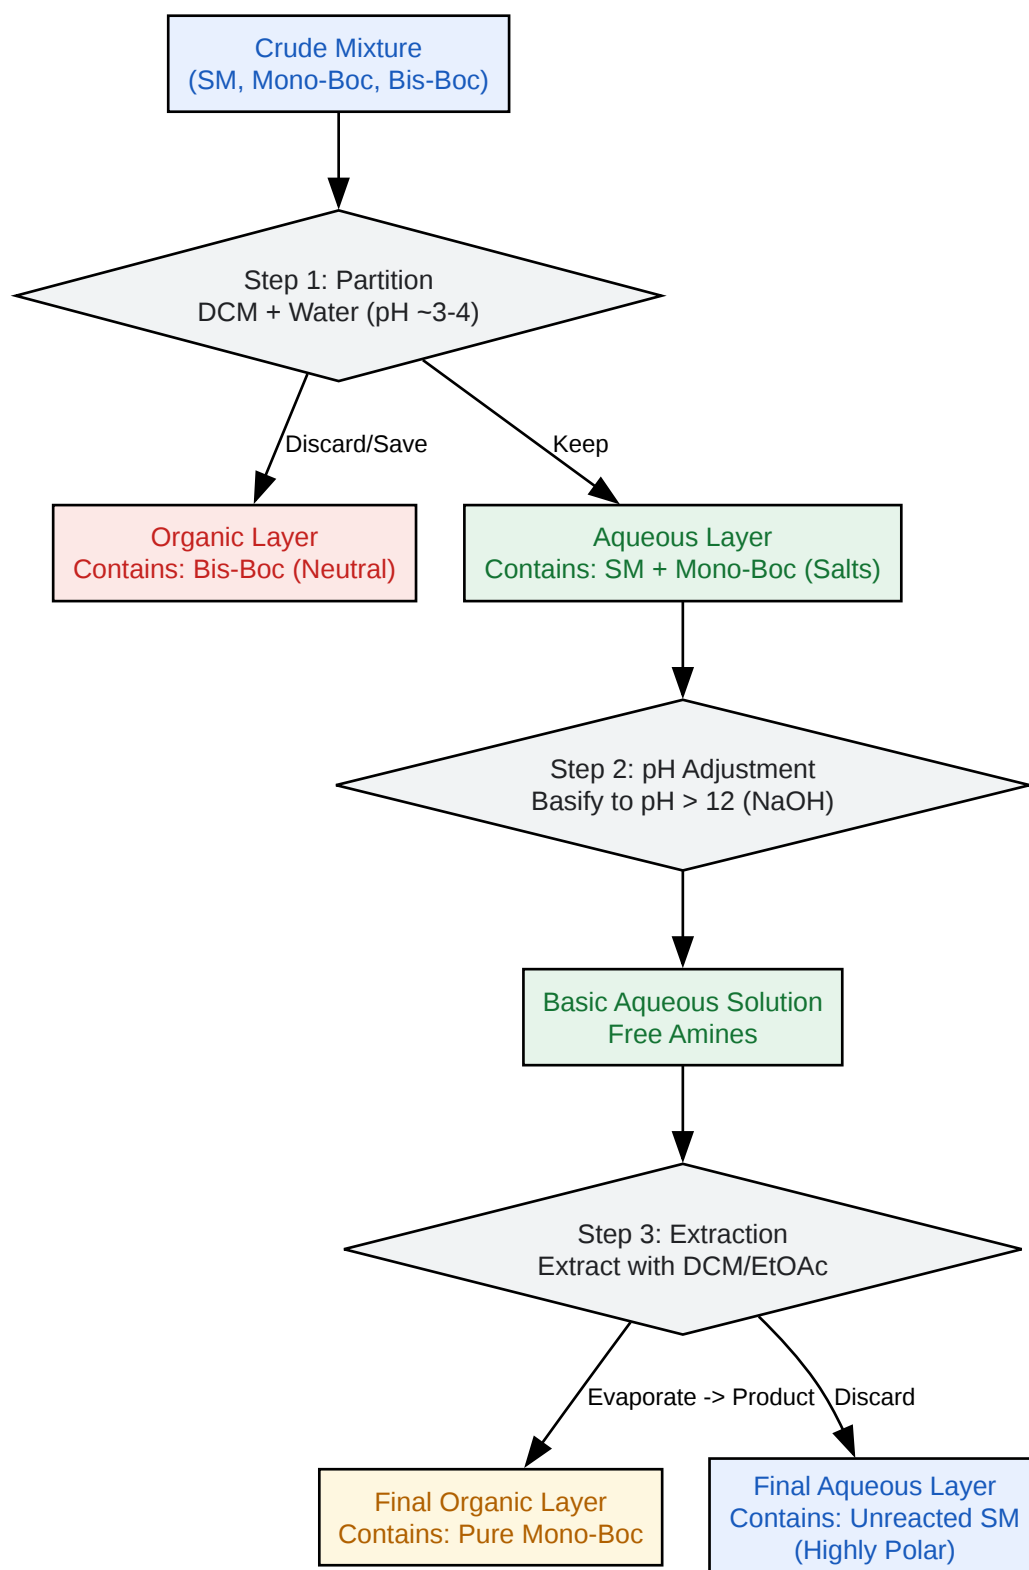 Crude Mixture
(SM, Mono-Boc, Bis-Boc)
Step 1: Partition
DCM + Water (pH ~3-4)
Discard/Save
Keep
Organic Layer
Contains: Bis-Boc (Neutral)
Aqueous Layer
Contains: SM + Mono-Boc (Salts)
Step 2: pH Adjustment
Basify to pH > 12 (NaOH)
Basic Aqueous Solution
Free Amines
Step 3: Extraction
Extract with DCM/EtOAc
Evaporate -> Product
Discard
Final Organic Layer
Contains: Pure Mono-Boc
Final Aqueous Layer
Contains: Unreacted SM
(Highly Polar)